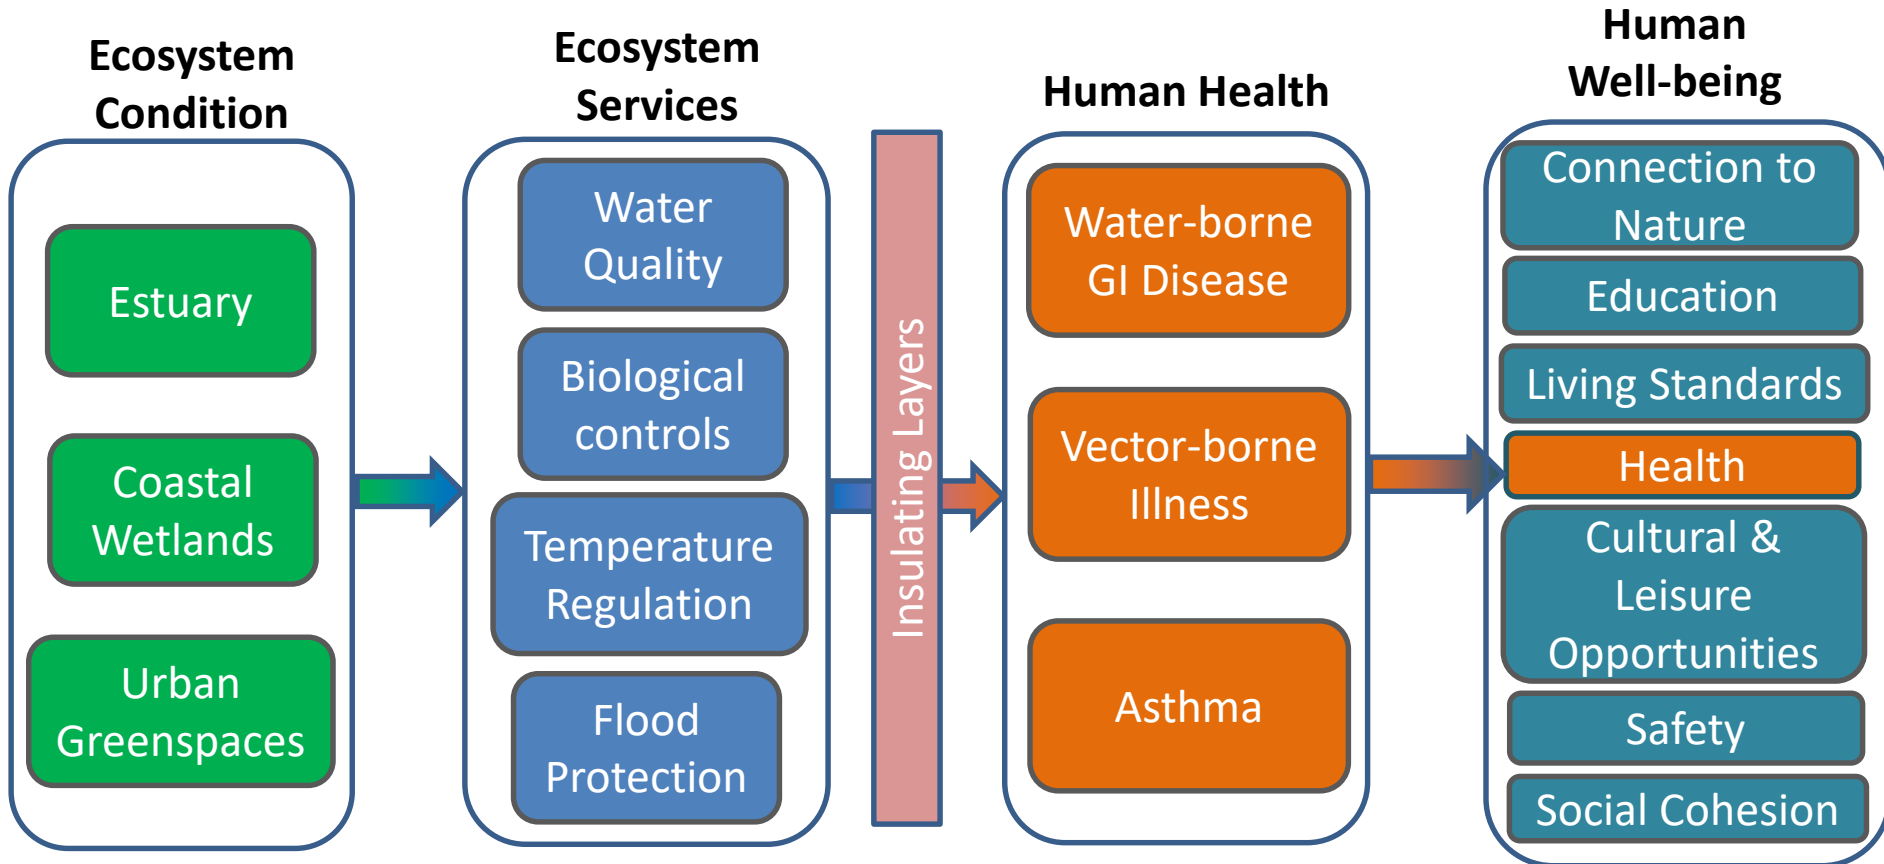 Ecosystem
Condition
Estuary
Coastal
Wetlands
Urban
Greenspaces
Ecosystem
Services
Water
Quality
Biological
controls
Temperature
Regulation
Flood
Protection
Insulating Layers
Human Health
Water-borne
GI Disease
Vector-borne
Illness
Asthma
Human
Well-being
Connection to
Nature
Education
Living Standards
Health
Cultural &
Leisure
Opportunities
Safety
Social Cohesion